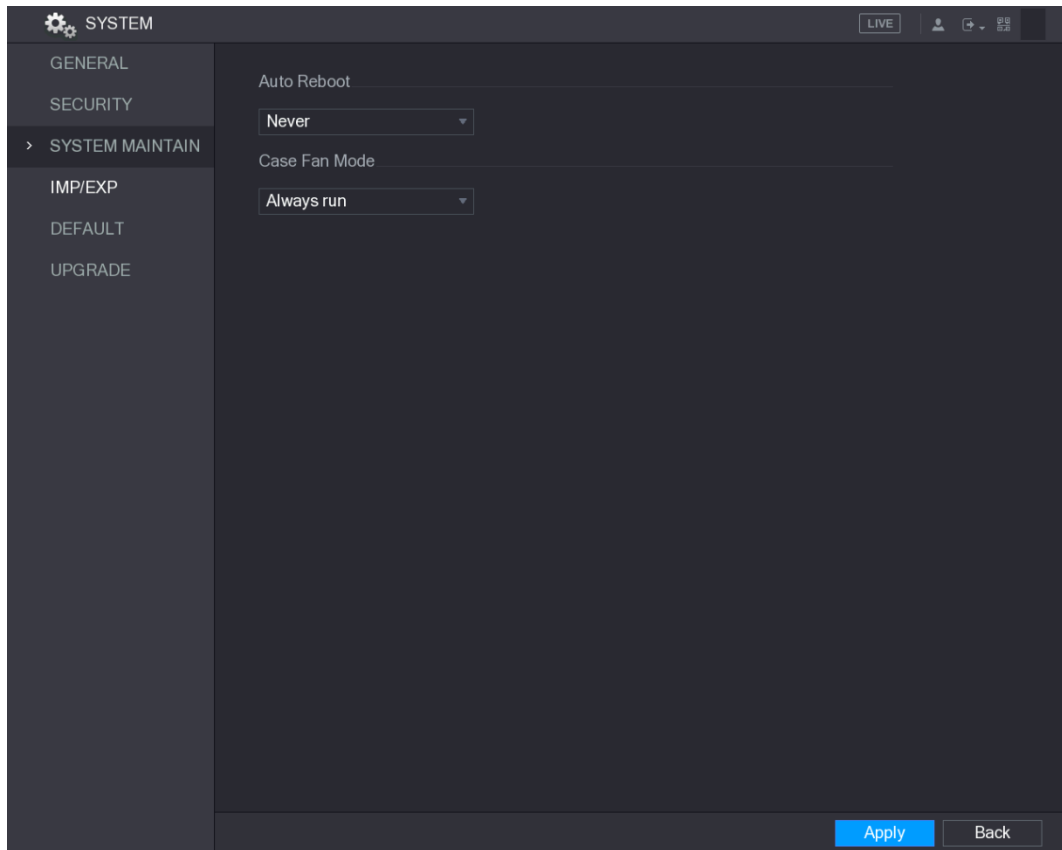 SYSTEM
LIVE
GENERAL
SECURITY
SYSTEM MAINTAIN
IMP/EXP
DEFAULT
UPGRADE
Auto Reboot
Never
Case Fan Mode
Always run
Apply
Back